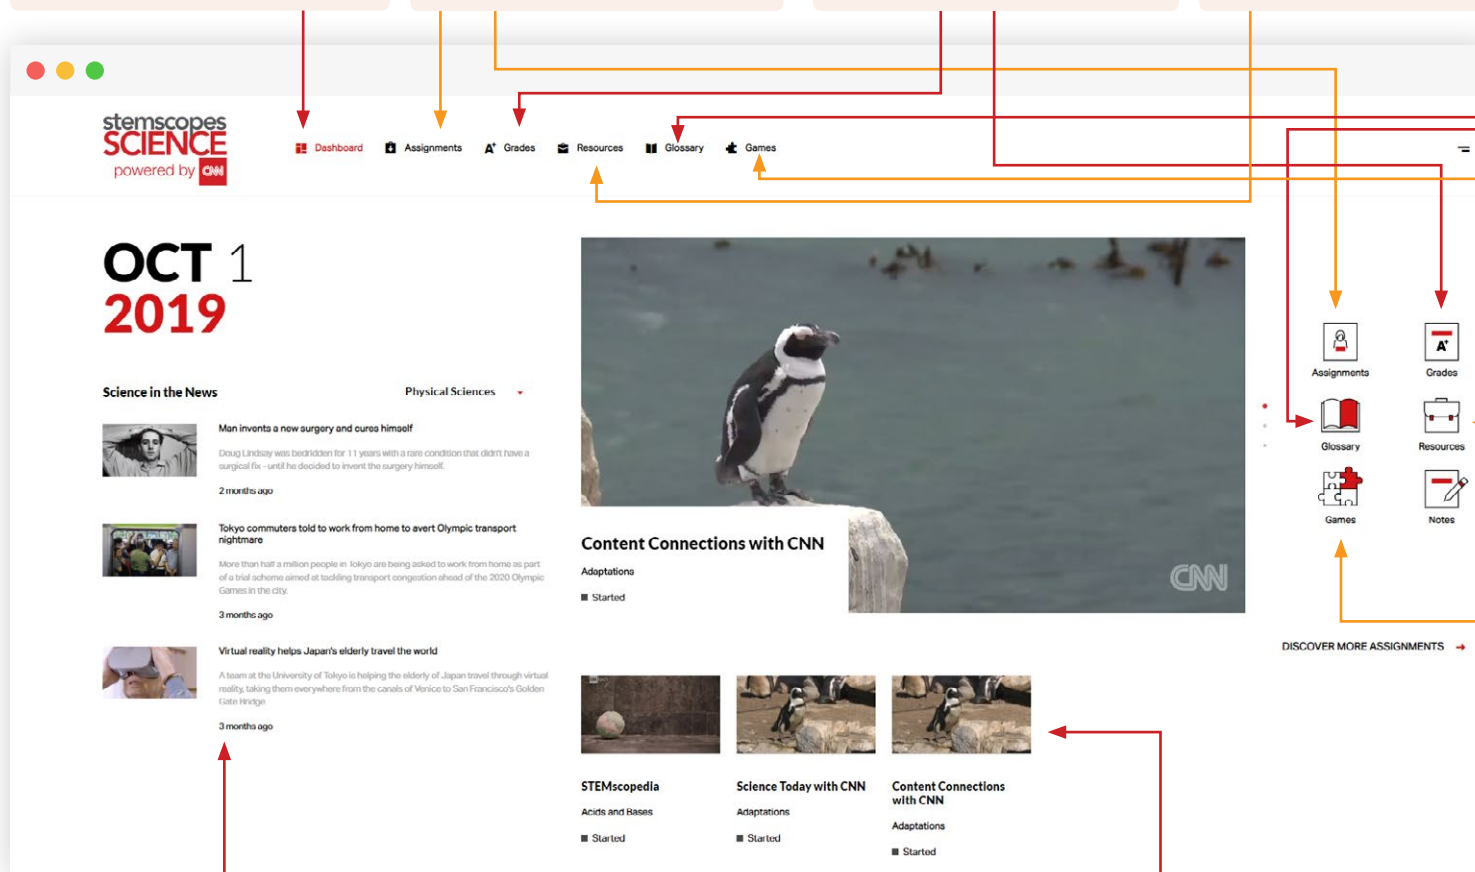 stemscopes
SCIENCE
powered by CNN
Dashboard
Assignments
A+ Grades
Resources
Glossary
Games
OCT 1
2019
Science in the News
Physical Sciences
Man invents a new surgery and cures himself
Doug Lindsay was bedridden for 11 years with a rare condition that didn't have a
surgical fix - until he decided to invent the surgery himself.
2 months ago
Tokyo commuters told to work from home to avert Olympic transport
nightmare
More than half a million people in Tokyo are being asked to work from home as part
of a trial scheme aimed at tackling transport congestion ahead of the 2020 Olympic
Games in the city.
3 months ago
Virtual reality helps Japan's elderly travel the world
A team at the University of Tokyo is helping the elderly of Japan travel through virtual
reality, taking them everywhere from the canals of Venice to San Francisco's Golden
Gate Bridge
3 months ago
Content Connections with CNN
Adaptations
Started
CNN
Assignments
A+
Grades
Glossary
Resources
Games
Notes
DISCOVER MORE ASSIGNMENTS
STEMscopedia
Acids and Bases
Started
Science Today with CNN
Adaptations
Started
Content Connections
with CNN
Adaptations
Started